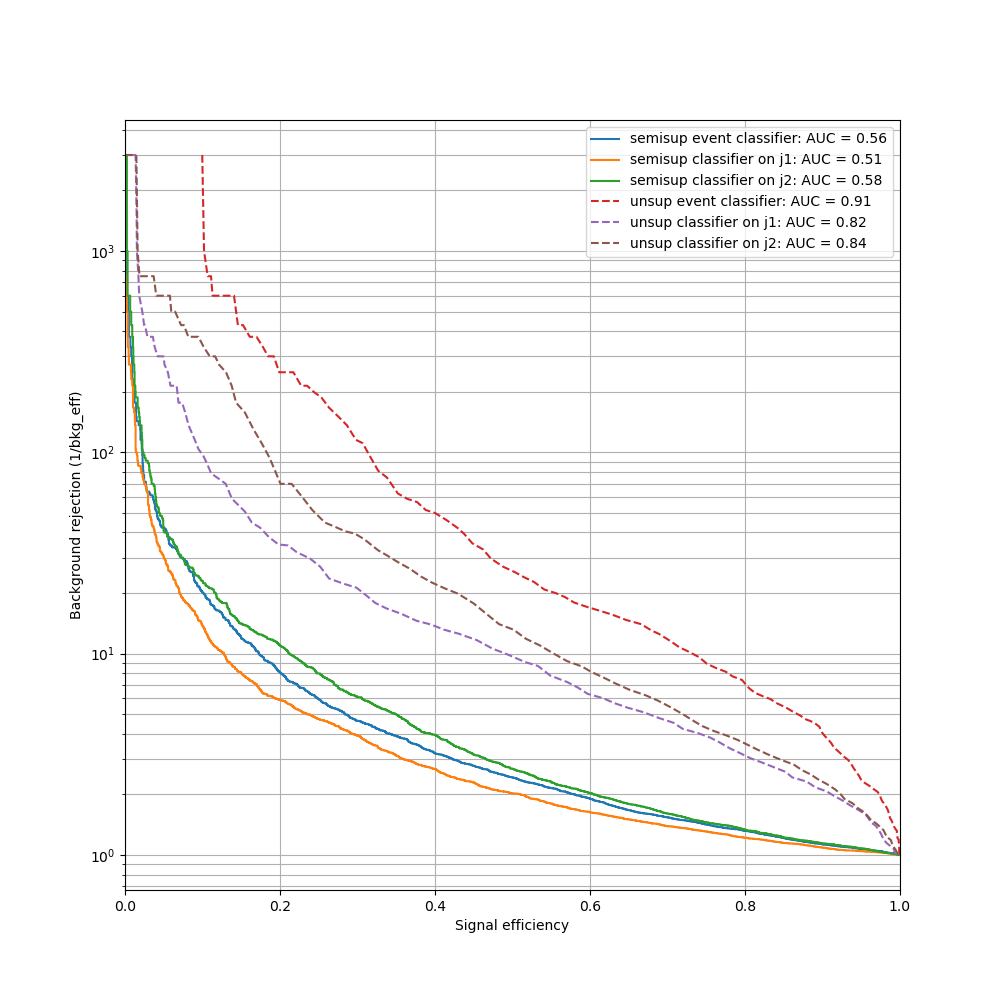 semisup event classifier: AUC = 0.56
semisup classifier on j1: AUC = 0.51
semisup classifier on j2: AUC = 0.58
unsup event classifier: AUC = 0.91
unsup classifier on j1: AUC = 0.82
unsup classifier on j2: AUC = 0.84
10³
10²
10¹
10⁰
Background rejection (1/bkg_eff)
0.0 0.2 0.4 0.6 0.8 1.0
Signal efficiency